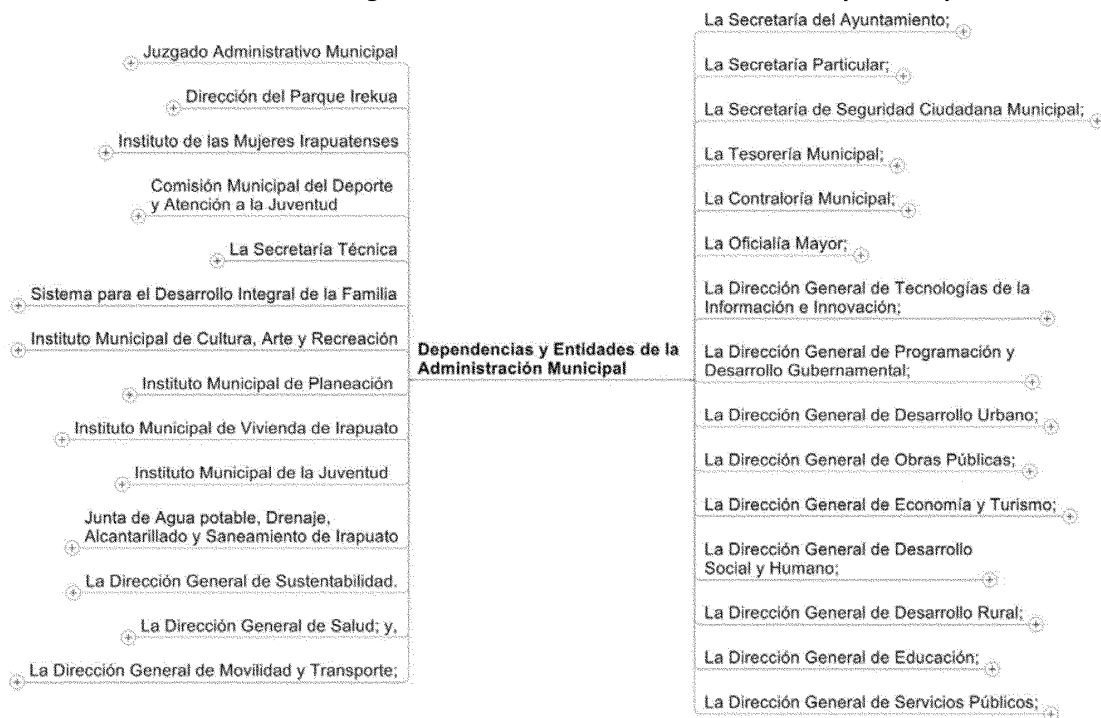 Juzgado Administrativo Municipal
Dirección del Parque Irekua
Instituto de las Mujeres Irapuatenses
Comisión Municipal del Deporte
y Atención a la Juventud
La Secretaría Técnica
Sistema para el Desarrollo Integral de la Familia
Instituto Municipal de Cultura, Arte y Recreación
Instituto Municipal de Planeación
Instituto Municipal de Vivienda de Irapuato
Instituto Municipal de la Juventud
Junta de Agua potable, Drenaje,
Alcantarillado y Saneamiento de Irapuato
La Dirección General de Sustentabilidad.
La Dirección General de Salud; y,
La Dirección General de Movilidad y Transporte;
Dependencias y Entidades de la
Administración Municipal
La Secretaría del Ayuntamiento;
La Secretaría Particular;
La Secretaría de Seguridad Ciudadana Municipal;
La Tesorería Municipal;
La Contraloría Municipal;
La Oficialía Mayor;
La Dirección General de Tecnologías de la
Información e Innovación;
La Dirección General de Programación y
Desarrollo Gubernamental;
La Dirección General de Desarrollo Urbano;
La Dirección General de Obras Públicas;
La Dirección General de Economía y Turismo;
La Dirección General de Desarrollo
Social y Humano;
La Dirección General de Desarrollo Rural;
La Dirección General de Educación;
La Dirección General de Servicios Públicos;